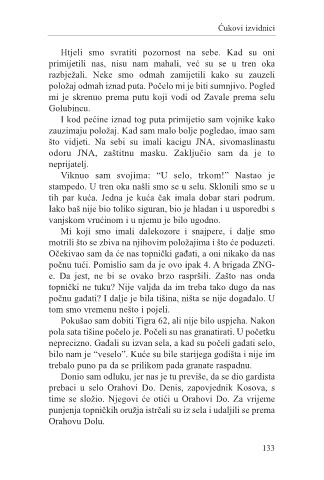 Ćukovi izvidnici
Htjeli smo svratiti pozornost na sebe. Kad su oni
primijetili nas, nisu nam mahali, već su se u tren oka
razbježali. Neke smo odmah zamijetili kako su zauzeli
položaj odmah iznad puta. Počelo mi je biti sumnjivo. Pogled
mi je skrenuo prema putu koji vodi od Zavale prema selu
Golubincu.
I kod pećine iznad tog puta primijetio sam vojnike kako
zauzimaju položaj. Kad sam malo bolje pogledao, imao sam
što vidjeti. Na sebi su imali kacigu JNA, sivomaslinastu
odoru JNA, zaštitnu masku. Zaključio sam da je to
neprijatelj.
Viknuo sam svojima: “U selo, trkom!” Nastao je
stampedo. U tren oka našli smo se u selu. Sklonili smo se u
tih par kuća. Jedna je kuća čak imala dobar stari podrum.
Iako baš nije bio toliko siguran, bio je hladan i u usporedbi s
vanjskom vrućinom i u njemu je bilo ugodno.
Mi koji smo imali dalekozore i snajpere, i dalje smo
motrili što se zbiva na njihovim položajima i što će poduzeti.
Očekivao sam da će nas topnički gađati, a oni nikako da nas
počnu tući. Pomislio sam da je ovo ipak 4. A brigada ZNG-
e. Da jest, ne bi se ovako brzo raspršili. Zašto nas onda
topnički ne tuku? Nije valjda da im treba tako dugo da nas
počnu gađati? I dalje je bila tišina, ništa se nije događalo. U
tom smo vremenu nešto i pojeli.
Pokušao sam dobiti Tigra 62, ali nije bilo uspjeha. Nakon
pola sata tišine počelo je. Počeli su nas granatirati. U početku
neprecizno. Gađali su izvan sela, a kad su počeli gađati selo,
bilo nam je “veselo”. Kuće su bile starijega godišta i nije im
trebalo puno pa da se prilikom pada granate raspadnu.
Donio sam odluku, jer nas je tu previše, da se dio gardista
prebaci u selo Orahovi Do. Denis, zapovjednik Kosova, s
time se složio. Njegovi će otići u Orahovi Do. Za vrijeme
punjenja topničkih oružja istrčali su iz sela i udaljili se prema
Orahovu Dolu.
133